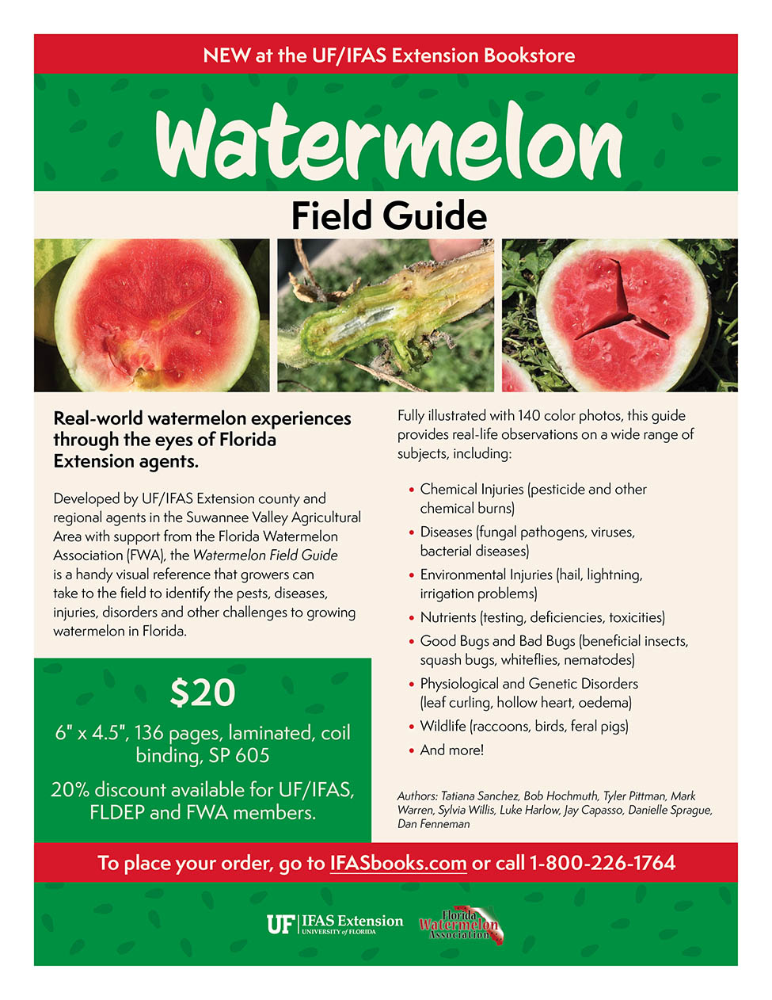 NEW at the UF/IFAS Extension Bookstore
Watermelon
Field Guide
Real-world watermelon experiences
through the eyes of Florida
Extension agents.
Developed by UF/IFAS Extension county and
regional agents in the Suwannee Valley Agricultural
Area with support from the Florida Watermelon
Association (FWA), the Watermelon Field Guide
is a handy visual reference that growers can
take to the field to identify the pests, diseases,
injuries, disorders and other challenges to growing
watermelon in Florida.
$20
6" x 4.5", 136 pages, laminated, coil
binding, SP 605
20% discount available for UF/IFAS,
FLDEP and FWA members.
Fully illustrated with 140 color photos, this guide
provides real-life observations on a wide range of
subjects, including:
• Chemical Injuries (pesticide and other
chemical burns)
• Diseases (fungal pathogens, viruses,
bacterial diseases)
• Environmental Injuries (hail, lightning,
irrigation problems)
• Nutrients (testing, deficiencies, toxicities)
• Good Bugs and Bad Bugs (beneficial insects,
squash bugs, whiteflies, nematodes)
• Physiological and Genetic Disorders
(leaf curling, hollow heart, oedema)
• Wildlife (raccoons, birds, feral pigs)
• And more!
Authors: Tatiana Sanchez, Bob Hochmuth, Tyler Pittman, Mark
Warren, Sylvia Willis, Luke Harlow, Jay Capasso, Danielle Sprague,
Dan Fenneman
To place your order, go to IFASbooks.com or call 1-800-226-1764
UF IFAS Extension
UNIVERSITY of FLORIDA
Florida
Watermelon
Association